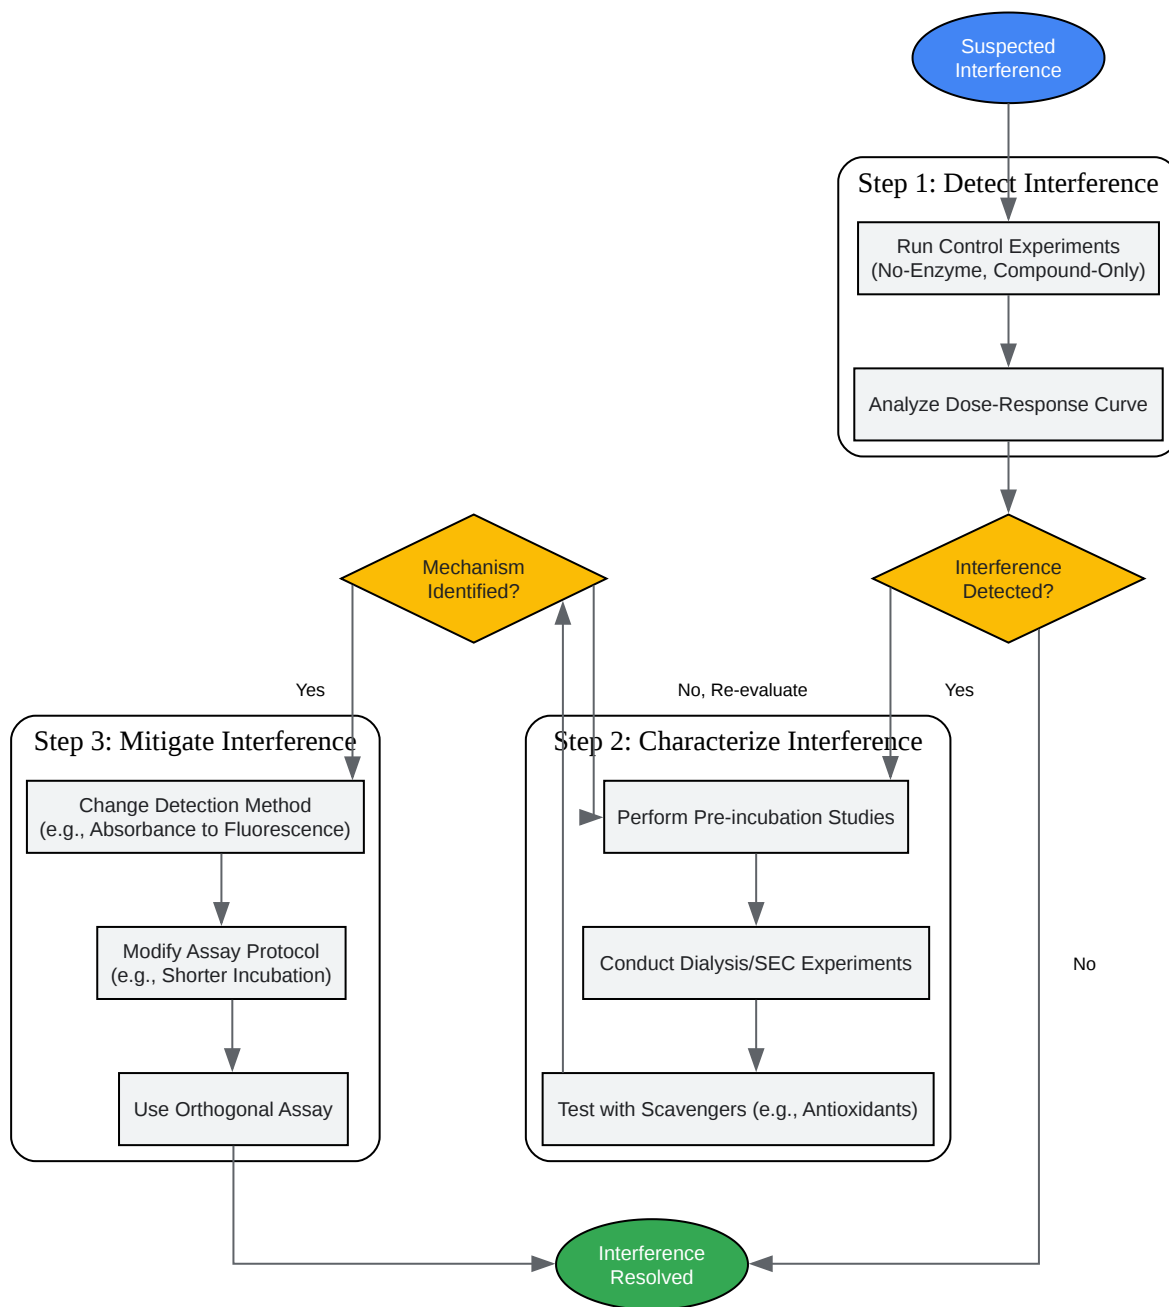 Suspected
Interference
Step 1: Detect Interference
Run Control Experiments
(No-Enzyme, Compound-Only)
Analyze Dose-Response Curve
Interference
Detected?
Mechanism
Identified?
Yes
No, Re-evaluate
Yes
Step 2: Characterize Interference
Perform Pre-incubation Studies
Conduct Dialysis/SEC Experiments
Test with Scavengers (e.g., Antioxidants)
Step 3: Mitigate Interference
Change Detection Method
(e.g., Absorbance to Fluorescence)
Modify Assay Protocol
(e.g., Shorter Incubation)
Use Orthogonal Assay
No
Interference
Resolved